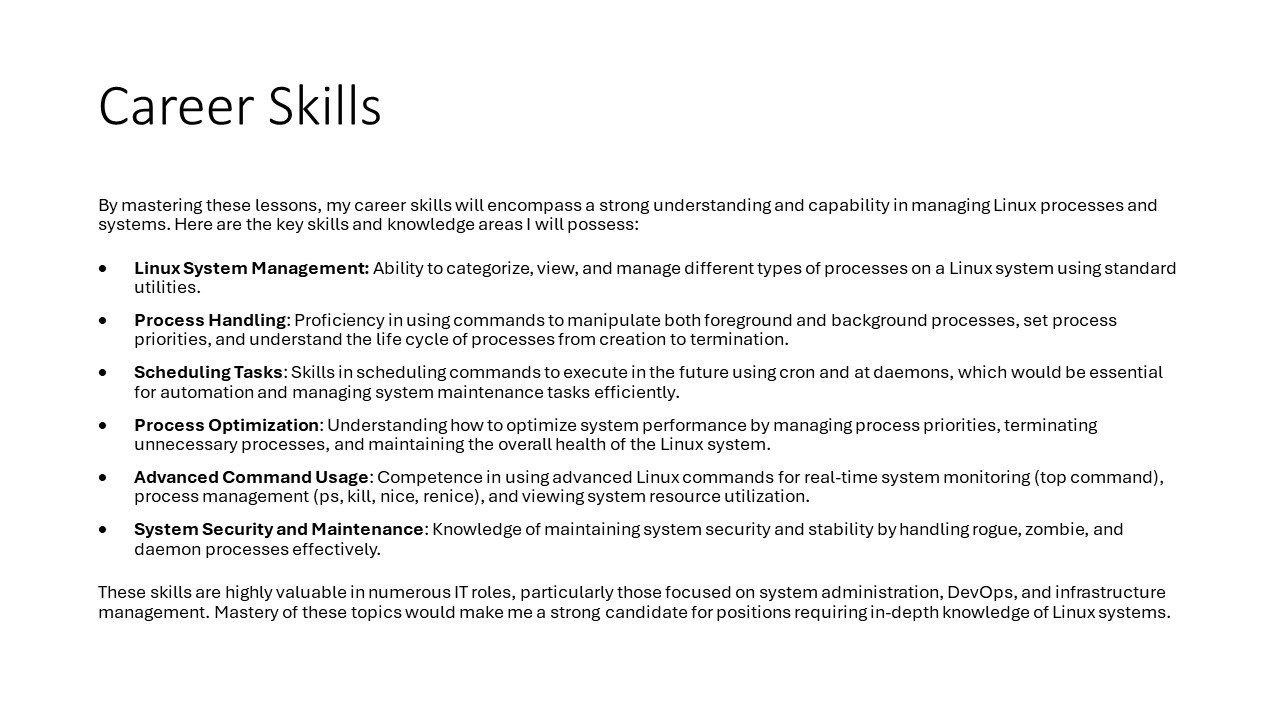 Career Skills
By mastering these lessons, my career skills will encompass a strong understanding and capability in managing Linux processes and
systems. Here are the key skills and knowledge areas I will possess:
• Linux System Management: Ability to categorize, view, and manage different types of processes on a Linux system using standard
utilities.
• Process Handling: Proficiency in using commands to manipulate both foreground and background processes, set process
priorities, and understand the life cycle of processes from creation to termination.
• Scheduling Tasks: Skills in scheduling commands to execute in the future using cron and at daemons, which would be essential
for automation and managing system maintenance tasks efficiently.
• Process Optimization: Understanding how to optimize system performance by managing process priorities, terminating
unnecessary processes, and maintaining the overall health of the Linux system.
• Advanced Command Usage: Competence in using advanced Linux commands for real-time system monitoring (top command),
process management (ps, kill, nice, renice), and viewing system resource utilization.
• System Security and Maintenance: Knowledge of maintaining system security and stability by handling rogue, zombie, and
daemon processes effectively.
These skills are highly valuable in numerous IT roles, particularly those focused on system administration, DevOps, and infrastructure
management. Mastery of these topics would make me a strong candidate for positions requiring in-depth knowledge of Linux systems.